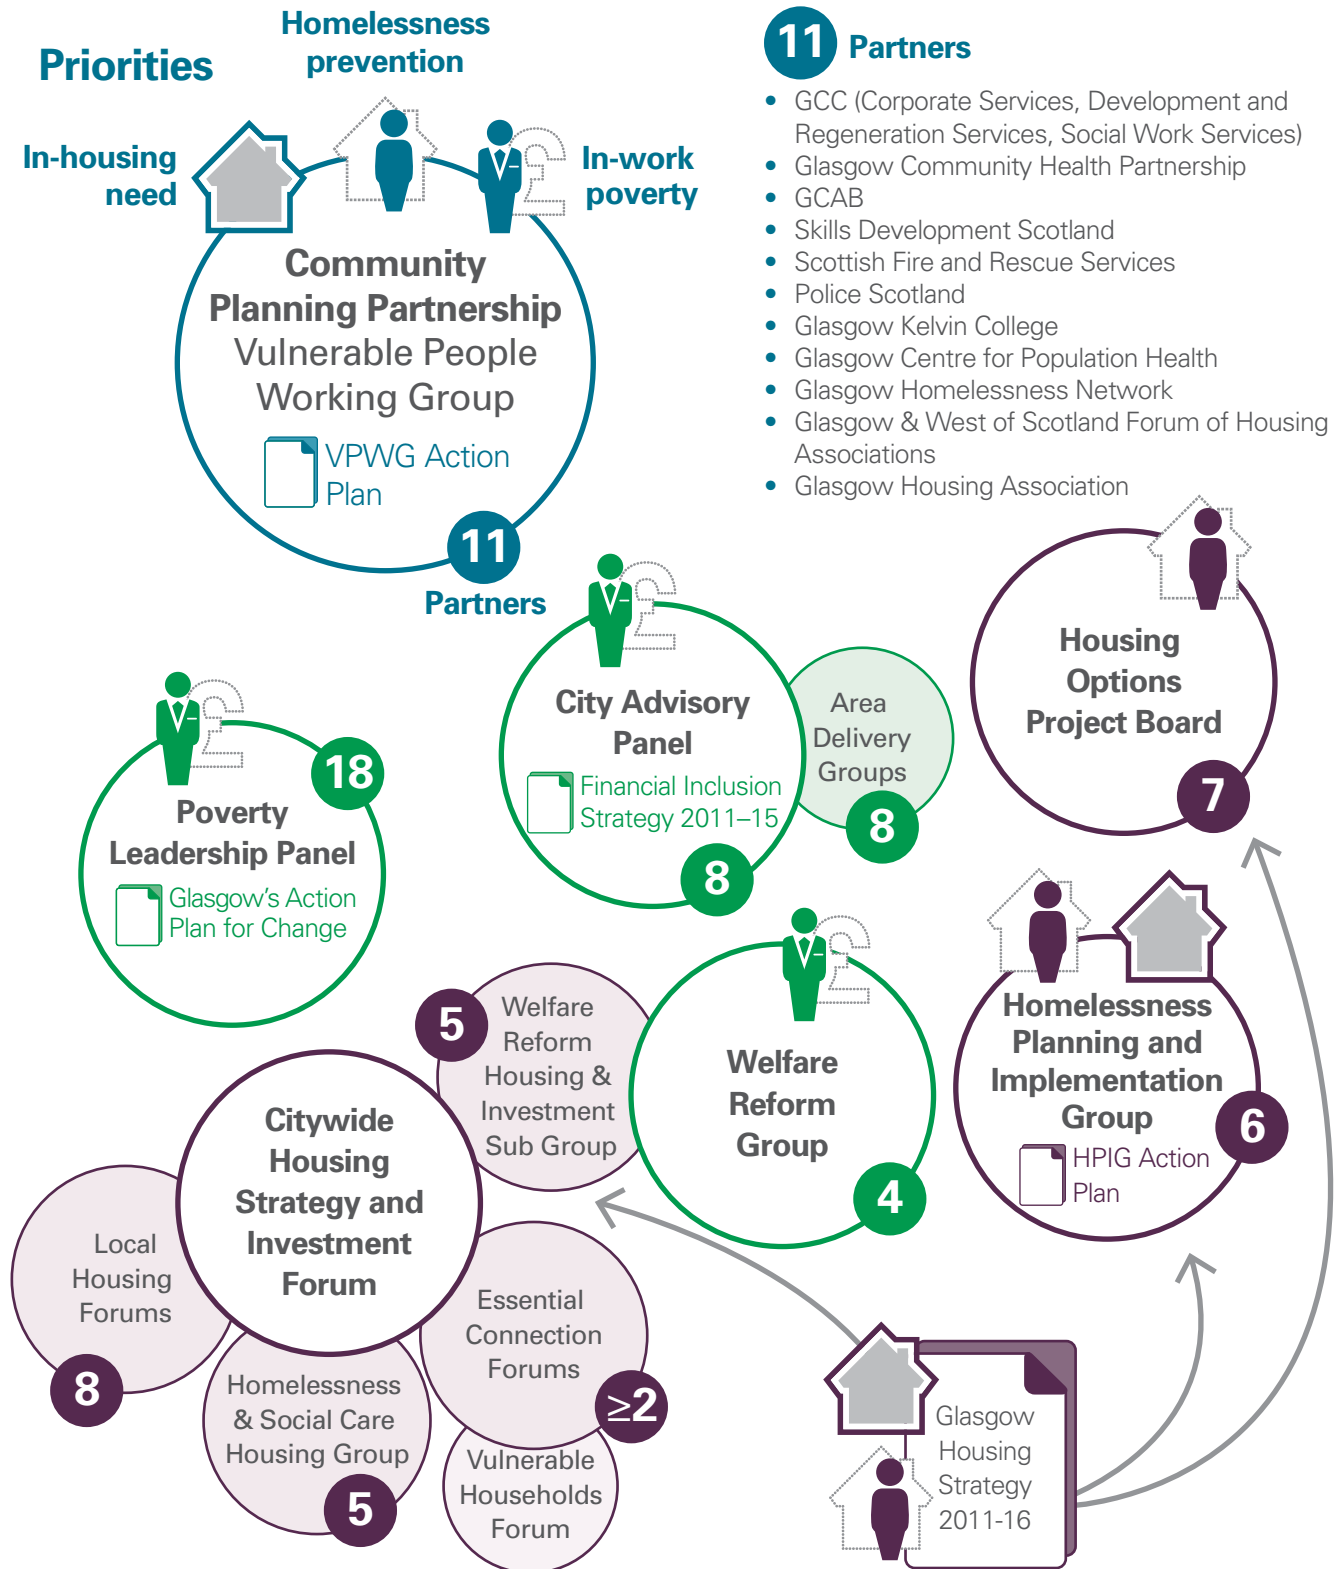 Priorities
Homelessness
prevention
In-housing
need
In-work
poverty
£
Community
Planning Partnership
Vulnerable People
Working Group
VPWG Action
Plan
11
Partners
11 Partners
• GCC (Corporate Services, Development and
Regeneration Services, Social Work Services)
• Glasgow Community Health Partnership
• GCAB
• Skills Development Scotland
• Scottish Fire and Rescue Services
• Police Scotland
• Glasgow Kelvin College
• Glasgow Centre for Population Health
• Glasgow Homelessness Network
• Glasgow & West of Scotland Forum of Housing
Associations
• Glasgow Housing Association
£
City Advisory
Panel
Financial Inclusion
Strategy 2011–15
8
Area
Delivery
Groups
8
Housing
Options
Project Board
7
£
18
Poverty
Leadership Panel
Glasgow's Action
Plan for Change
£
Welfare
Reform
Group
4
Homelessness
Planning and
Implementation
Group
HPIG Action
Plan
6
5
Welfare
Reform
Housing &
Investment
Sub Group
Citywide
Housing
Strategy and
Investment
Forum
Local
Housing
Forums
8
Homelessness
& Social Care
Housing Group
5
Essential
Connection
Forums
≥2
Vulnerable
Households
Forum
Glasgow
Housing
Strategy
2011-16